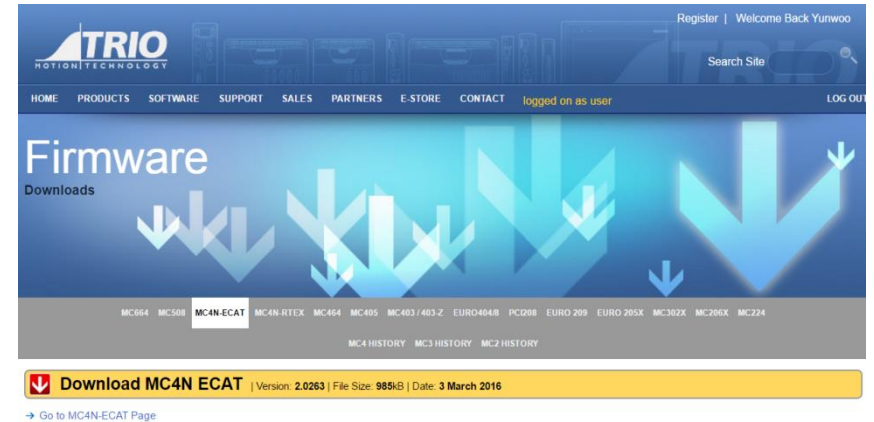 Register | Welcome Back Yunwoo
TRIO
MOTION TECHNOLOGY
Search Site
HOME PRODUCTS SOFTWARE SUPPORT SALES PARTNERS E-STORE CONTACT logged on as user LOG OUT
Firmware
Downloads
MC664 MC508 MC4N-ECAT MC4N-RTEX MC464 MC405 MC403 / 403-Z EURO404/8 PCI208 EURO 209 EURO 205X MC302X MC206X MC224
MC4 HISTORY MC3 HISTORY MC2 HISTORY
Download MC4N ECAT | Version: 2.0263 | File Size: 985kB | Date: 3 March 2016
→ Go to MC4N-ECAT Page